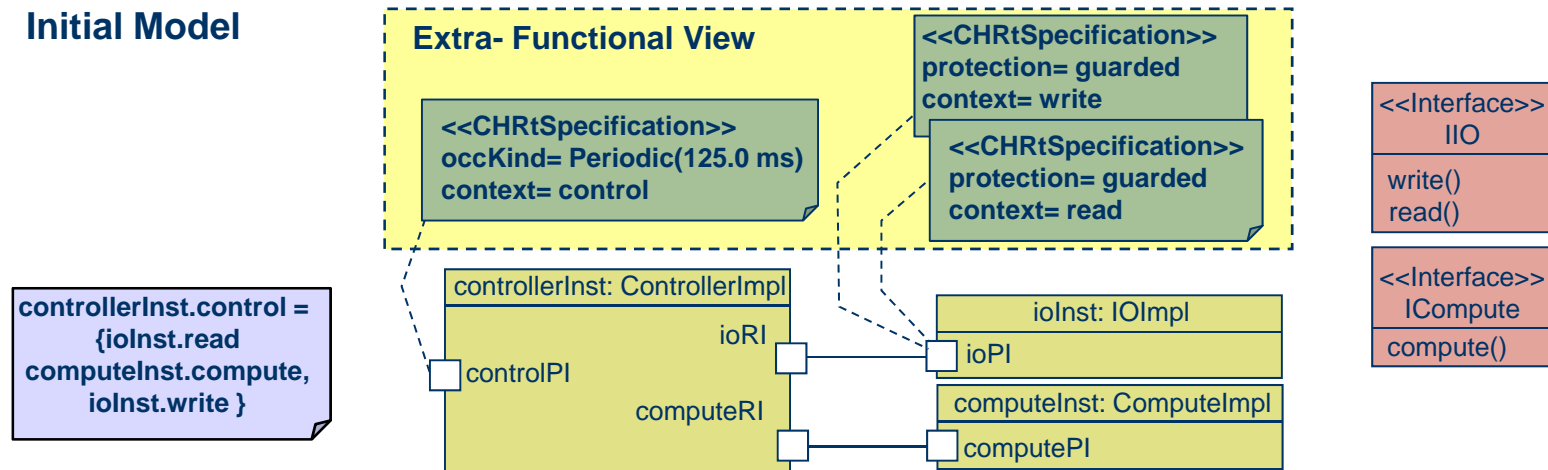 Initial Model
Extra- Functional View
<<CHRtSpecification>>
occKind= Periodic(125.0 ms)
context= control
<<CHRtSpecification>>
protection= guarded
context= write
<<CHRtSpecification>>
protection= guarded
context= read
<<Interface>>
IIO
write()
read()
<<Interface>>
ICompute
compute()
controllerInst.control =
{ioInst.read
computeInst.compute,
ioInst.write }
controllerInst: ControllerImpl
ioRI
controlPI
computeRI
ioInst: IOImpl
ioPI
computeInst: ComputeImpl
computePI